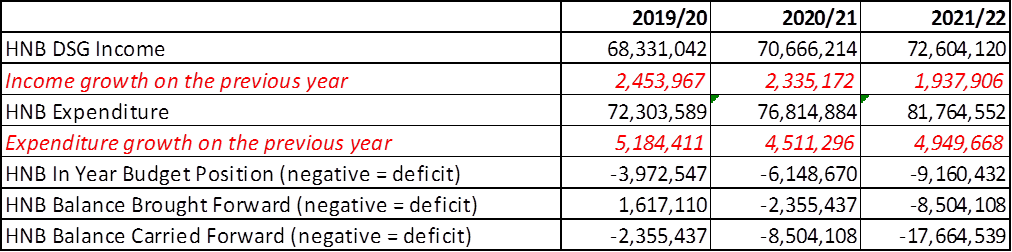 2019/20 2020/21 2021/22
HNB DSG Income 68,331,042 70,666,214 72,604,120
Income growth on the previous year 2,453,967 2,335,172 1,937,906
HNB Expenditure 72,303,589 76,814,884 81,764,552
Expenditure growth on the previous year 5,184,411 4,511,296 4,949,668
HNB In Year Budget Position (negative = deficit) -3,972,547 -6,148,670 -9,160,432
HNB Balance Brought Forward (negative = deficit) 1,617,110 -2,355,437 -8,504,108
HNB Balance Carried Forward (negative = deficit) -2,355,437 -8,504,108 -17,664,539